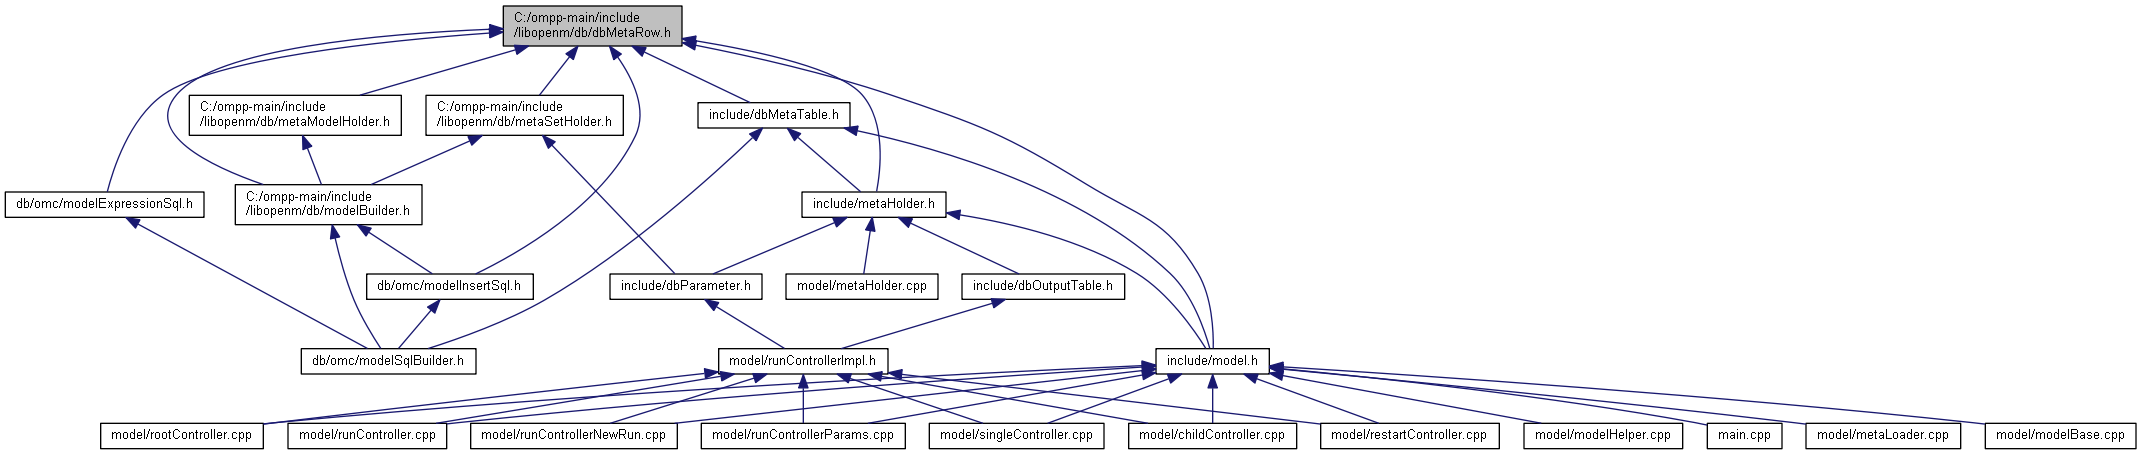 C:/ompp-main/include
/libopenm/db/dbMetaRow.h
C:/ompp-main/include
/libopenm/db/metaModelHolder.h
C:/ompp-main/include
/libopenm/db/metaSetHolder.h
include/dbMetaTable.h
db/omc/modelExpressionSql.h
C:/ompp-main/include
/libopenm/db/modelBuilder.h
include/metaHolder.h
db/omc/modelInsertSql.h
include/dbParameter.h
model/metaHolder.cpp
include/dbOutputTable.h
db/omc/modelSqlBuilder.h
model/runControllerImpl.h
include/model.h
model/rootController.cpp
model/runController.cpp
model/runControllerNewRun.cpp
model/runControllerParams.cpp
model/singleController.cpp
model/childController.cpp
model/restartController.cpp
model/modelHelper.cpp
main.cpp
model/metaLoader.cpp
model/modelBase.cpp